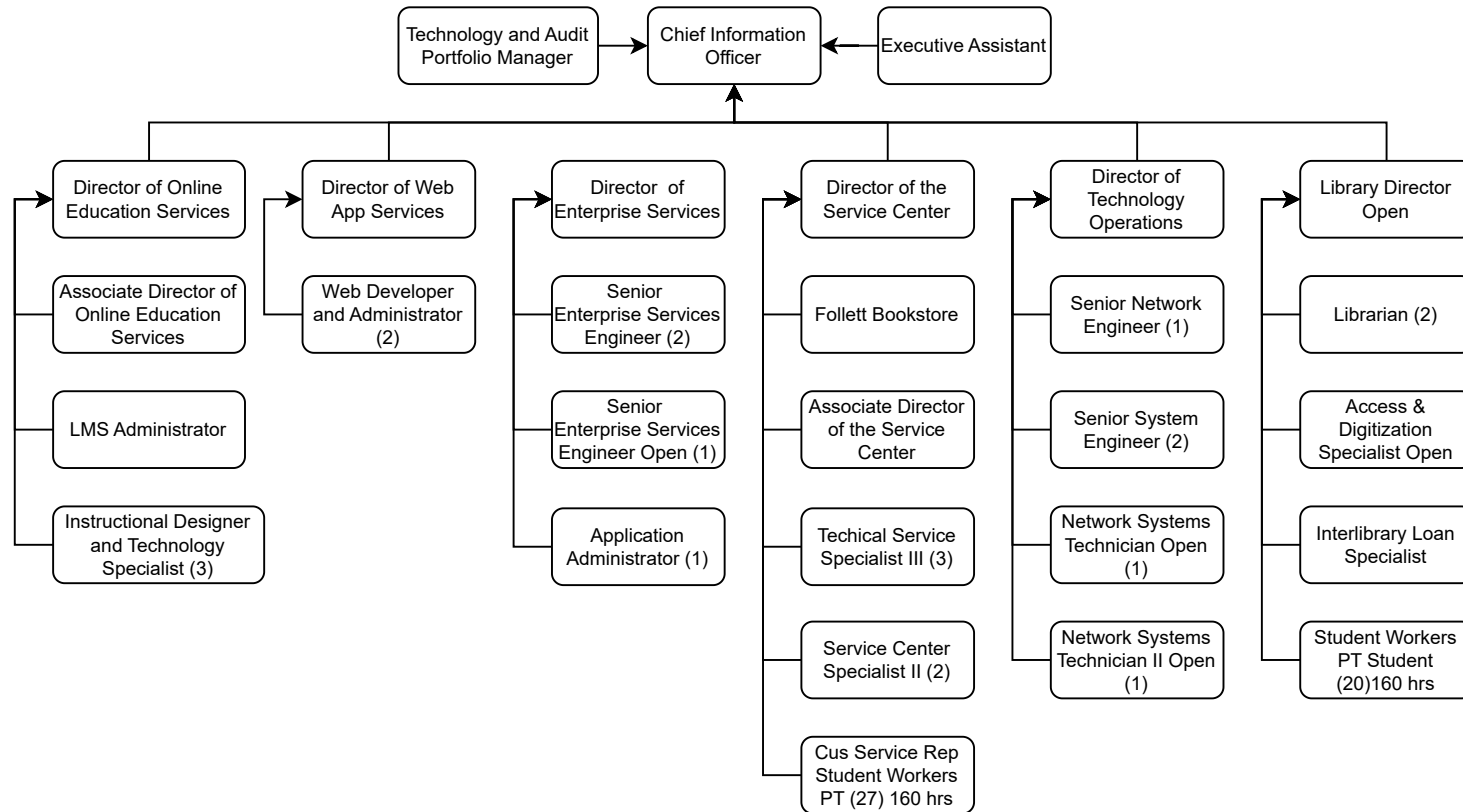 Technology and Audit
Portfolio Manager
Chief Information
Officer
Executive Assistant
Director of Online
Education Services
Director of Web
App Services
Director of
Enterprise Services
Director of the
Service Center
Director of
Technology
Operations
Library Director
Open
Associate Director of
Online Education
Services
Web Developer
and Administrator
(2)
Senior
Enterprise Services
Engineer (2)
Follett Bookstore
Senior Network
Engineer (1)
Librarian (2)
LMS Administrator
Senior
Enterprise Services
Engineer Open (1)
Associate Director
of the Service
Center
Senior System
Engineer (2)
Access &
Digitization
Specialist Open
Instructional Designer
and Technology
Specialist (3)
Application
Administrator (1)
Techical Service
Specialist III (3)
Network Systems
Technician Open
(1)
Interlibrary Loan
Specialist
Service Center
Specialist II (2)
Network Systems
Technician II Open
(1)
Student Workers
PT Student
(20)160 hrs
Cus Service Rep
Student Workers
PT (27) 160 hrs